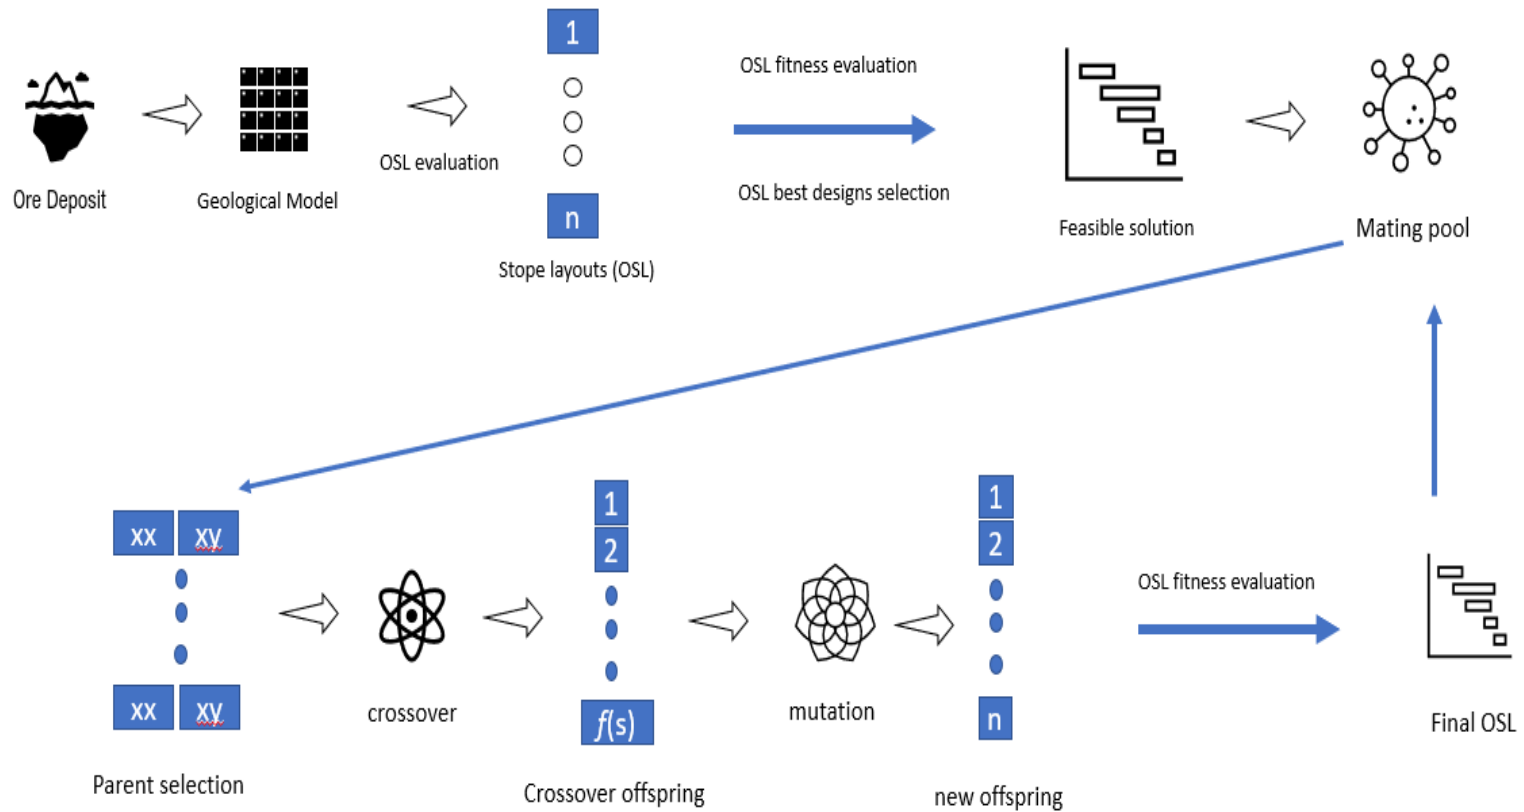 1
OSL fitness evaluation
OSL evaluation
Ore Deposit
Geological Model
OSL best designs selection
n
Feasible solution
Mating pool
Stope layouts (OSL)
xx xy
1
2
1
2
OSL fitness evaluation
xx xy
crossover
f(s)
mutation
n
Final OSL
Parent selection
Crossover offspring
new offspring